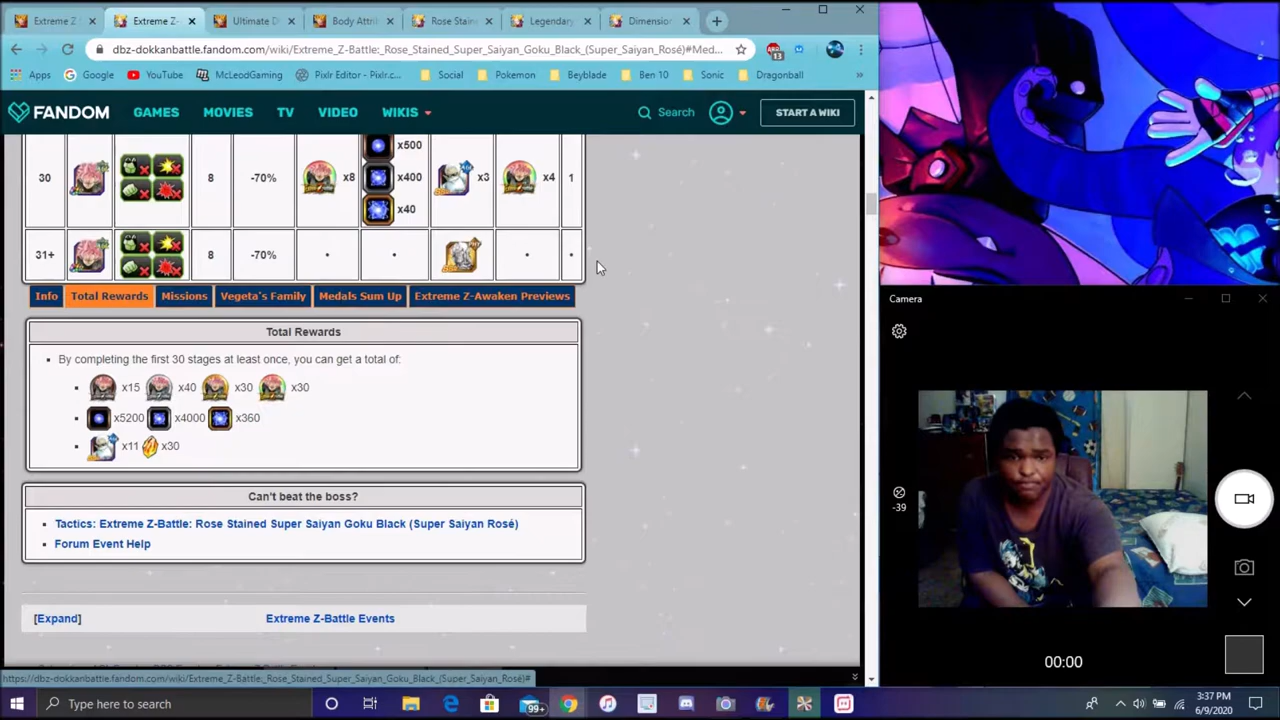 Extreme Z
Extreme Z-
Ultimate D
Body Attri
Rose Stain
Legendary
Dimension
dbz-dokkanbattle.fandom.com/wiki/Extreme_Z-Battle:_Rose_Stained_Super_Saiyan_Goku_Black_(Super_Saiyan_Rosé)#Med...
13
Apps Google YouTube McLeodGaming Pixlr Editor - Pixlr.c... Social Pokemon Beyblade Ben 10 Sonic Dragonball »
FANDOM GAMES MOVIES TV VIDEO WIKIS Search START A WIKI
x500
30 8 -70% x8 x400 x3 x4 1
x40
31+ 8 -70% • • • •
Info Total Rewards Missions Vegeta's Family Medals Sum Up Extreme Z-Awaken Previews
Total Rewards
By completing the first 30 stages at least once, you can get a total of:
x15 x40 x30 x30
x5200 x4000 x360
x11 x30
Can't beat the boss?
Tactics: Extreme Z-Battle: Rose Stained Super Saiyan Goku Black (Super Saiyan Rosé)
Forum Event Help
[Expand] Extreme Z-Battle Events
https://dbz-dokkanbattle.fandom.com/wiki/Extreme_Z-Battle:_Rose_Stained_Super_Saiyan_Goku_Black_(Super_Saiyan_Rosé)#
Camera
-39
00:00
Type here to search
99+
3:37 PM
6/9/2020